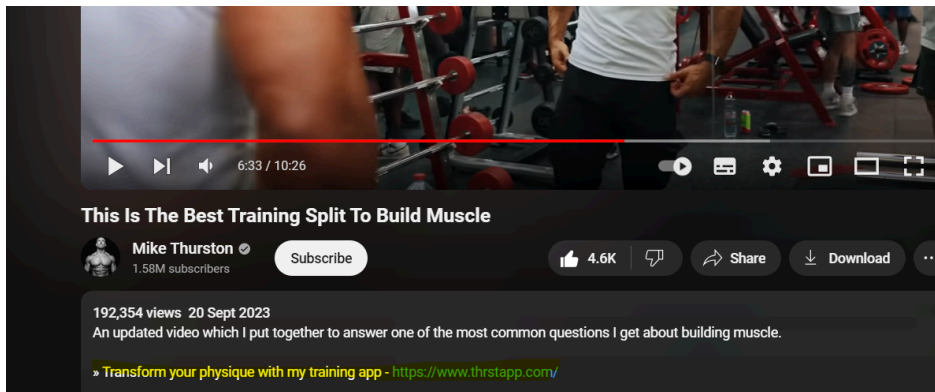 6:33 / 10:26
This Is The Best Training Split To Build Muscle
Mike Thurston
1.58M subscribers
Subscribe
4.6K
Share
Download
192,354 views 20 Sept 2023
An updated video which I put together to answer one of the most common questions I get about building muscle.
» Transform your physique with my training app - https://www.thrstapp.com/